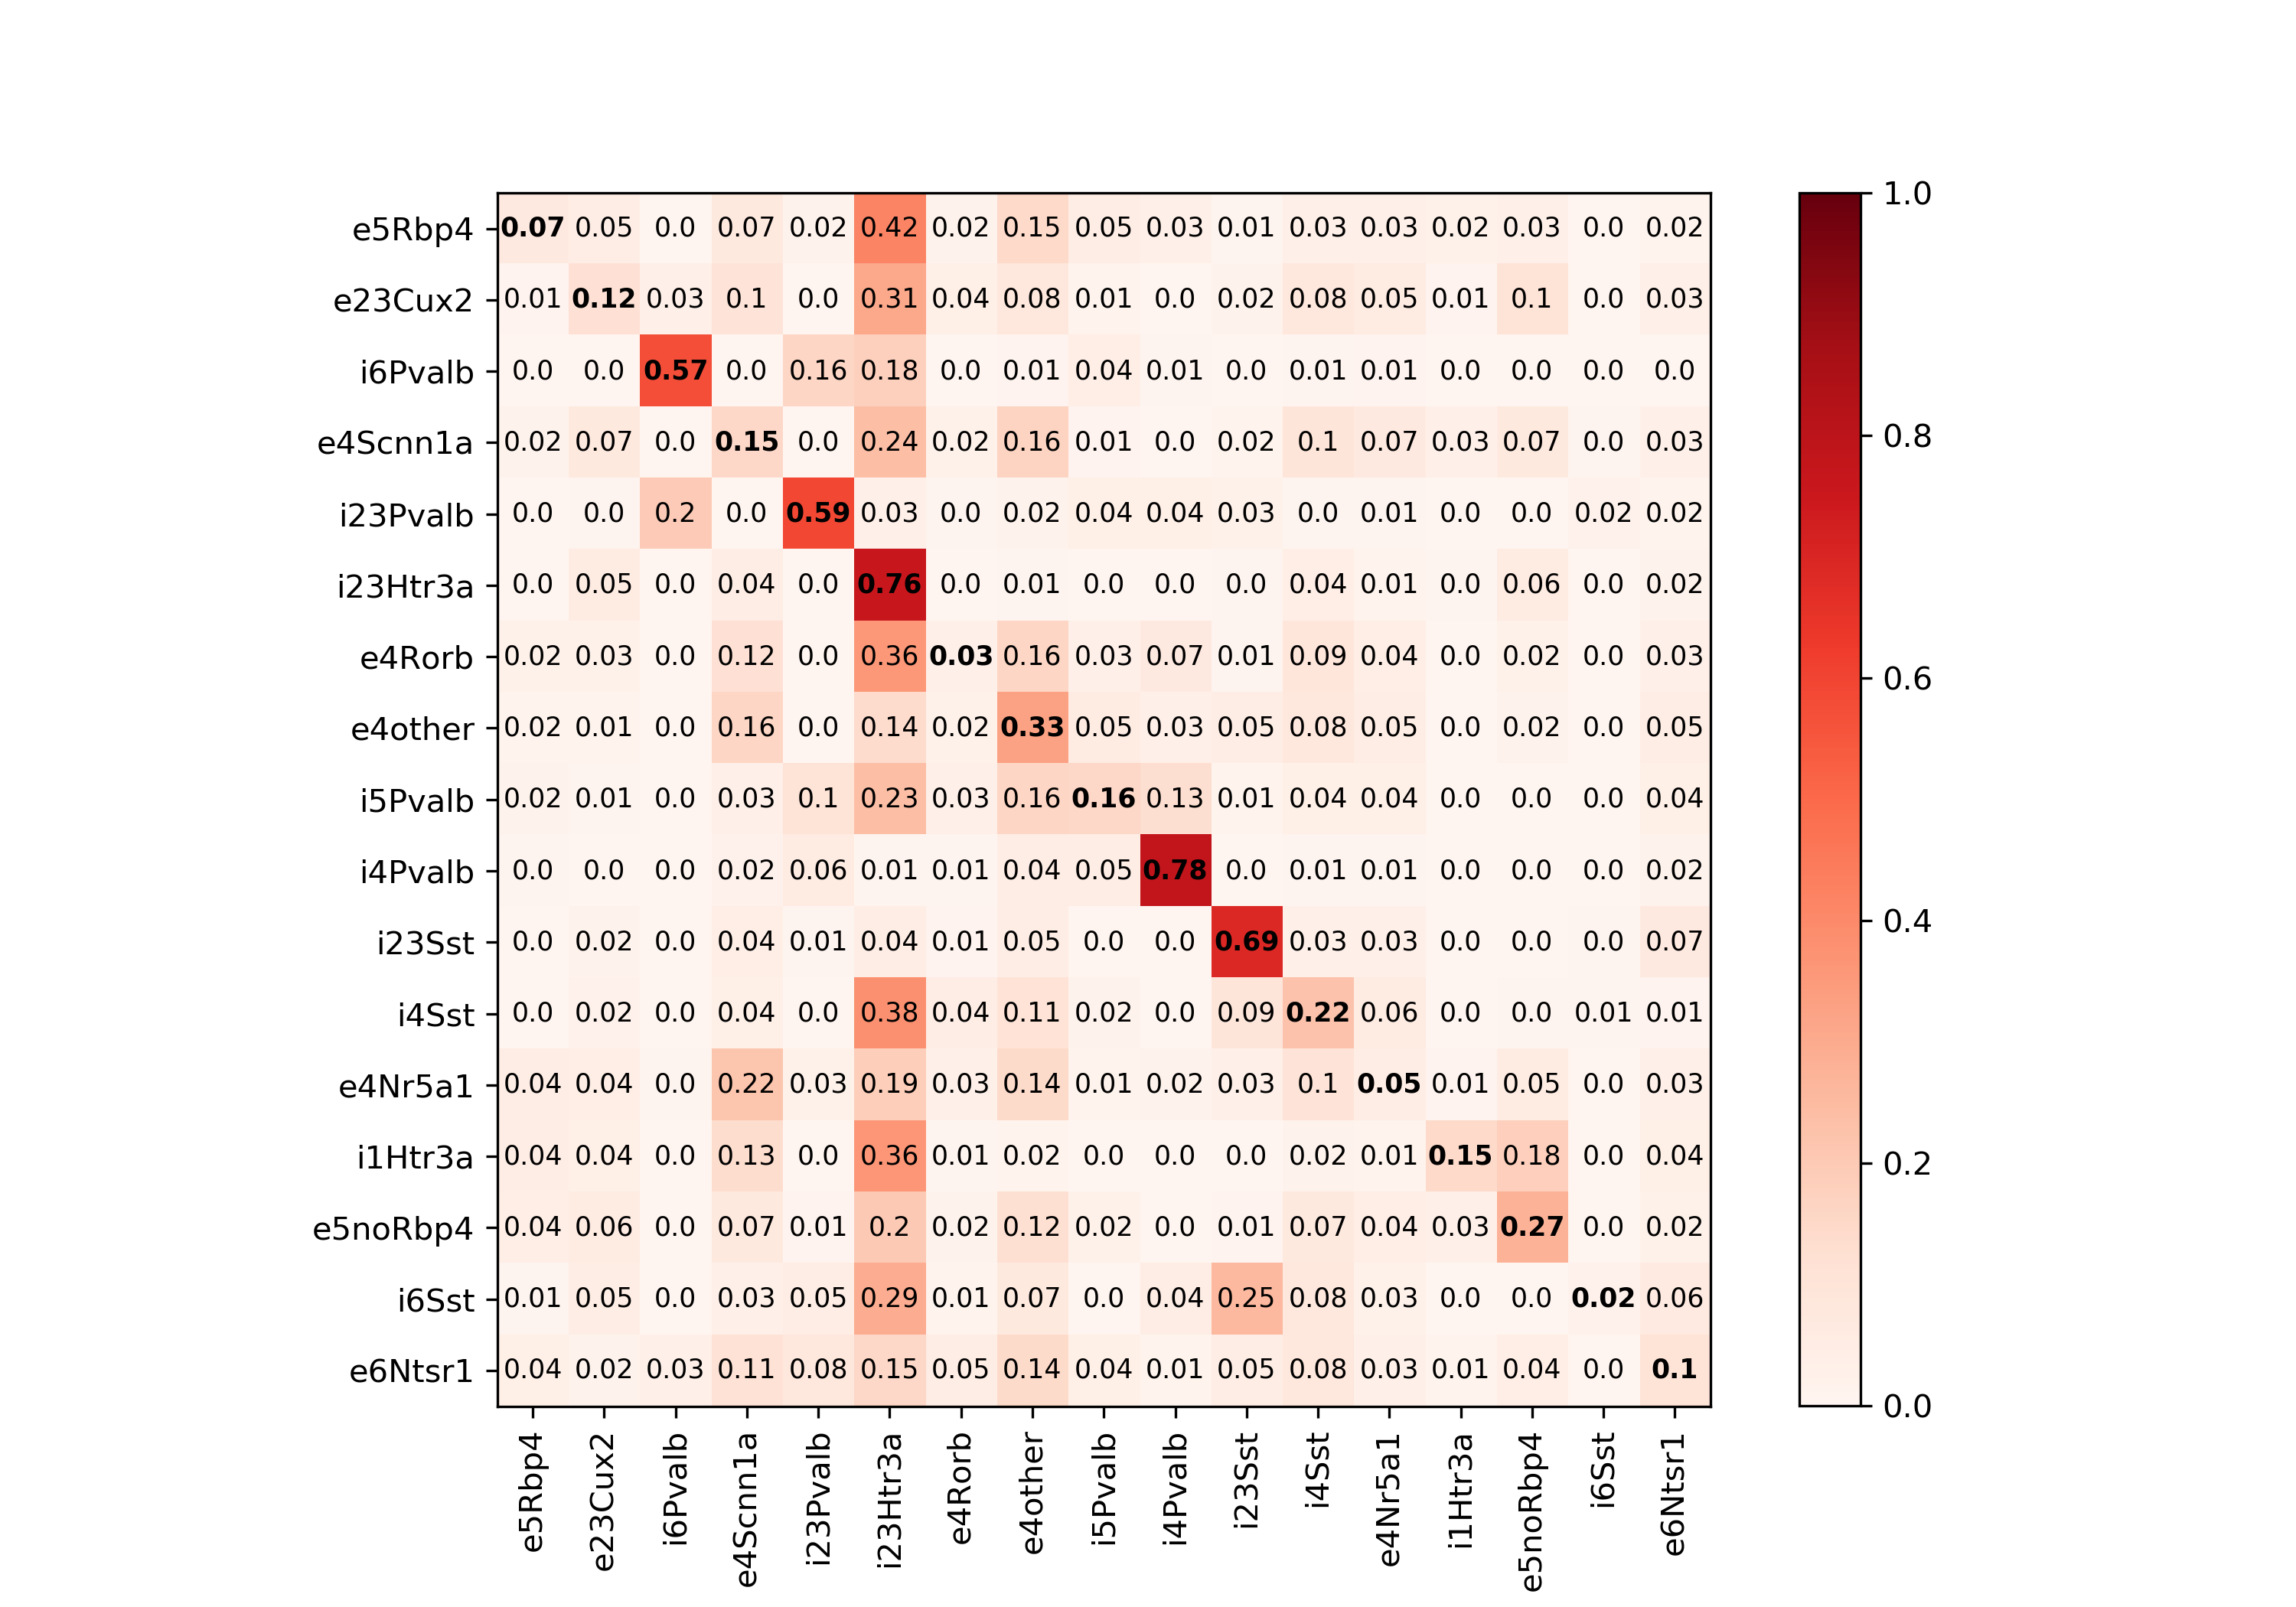 e5Rbp4 0.07 0.05 0.0 0.07 0.02 0.42 0.02 0.15 0.05 0.03 0.01 0.03 0.03 0.02 0.03 0.0 0.02
e23Cux2 0.01 0.12 0.03 0.1 0.0 0.31 0.04 0.08 0.01 0.0 0.02 0.08 0.05 0.01 0.1 0.0 0.03
i6Pvalb 0.0 0.0 0.57 0.0 0.16 0.18 0.0 0.01 0.04 0.01 0.0 0.01 0.01 0.0 0.0 0.0 0.0
e4Scnn1a 0.02 0.07 0.0 0.15 0.0 0.24 0.02 0.16 0.01 0.0 0.02 0.1 0.07 0.03 0.07 0.0 0.03
i23Pvalb 0.0 0.0 0.2 0.0 0.59 0.03 0.0 0.02 0.04 0.04 0.03 0.0 0.01 0.0 0.0 0.02 0.02
i23Htr3a 0.0 0.05 0.0 0.04 0.0 0.76 0.0 0.01 0.0 0.0 0.0 0.04 0.01 0.0 0.06 0.0 0.02
e4Rorb 0.02 0.03 0.0 0.12 0.0 0.36 0.03 0.16 0.03 0.07 0.01 0.09 0.04 0.0 0.02 0.0 0.03
e4other 0.02 0.01 0.0 0.16 0.0 0.14 0.02 0.33 0.05 0.03 0.05 0.08 0.05 0.0 0.02 0.0 0.05
i5Pvalb 0.02 0.01 0.0 0.03 0.1 0.23 0.03 0.16 0.16 0.13 0.01 0.04 0.04 0.0 0.0 0.0 0.04
i4Pvalb 0.0 0.0 0.0 0.02 0.06 0.01 0.01 0.04 0.05 0.78 0.0 0.01 0.01 0.0 0.0 0.0 0.02
i23Sst 0.0 0.02 0.0 0.04 0.01 0.04 0.01 0.05 0.0 0.0 0.69 0.03 0.03 0.0 0.0 0.0 0.07
i4Sst 0.0 0.02 0.0 0.04 0.0 0.38 0.04 0.11 0.02 0.0 0.09 0.22 0.06 0.0 0.0 0.01 0.01
e4Nr5a1 0.04 0.04 0.0 0.22 0.03 0.19 0.03 0.14 0.01 0.02 0.03 0.1 0.05 0.01 0.05 0.0 0.03
i1Htr3a 0.04 0.04 0.0 0.13 0.0 0.36 0.01 0.02 0.0 0.0 0.0 0.02 0.01 0.15 0.18 0.0 0.04
e5noRbp4 0.04 0.06 0.0 0.07 0.01 0.2 0.02 0.12 0.02 0.0 0.01 0.07 0.04 0.03 0.27 0.0 0.02
i6Sst 0.01 0.05 0.0 0.03 0.05 0.29 0.01 0.07 0.0 0.04 0.25 0.08 0.03 0.0 0.0 0.02 0.06
e6Ntsr1 0.04 0.02 0.03 0.11 0.08 0.15 0.05 0.14 0.04 0.01 0.05 0.08 0.03 0.01 0.04 0.0 0.1
e5Rbp4 e23Cux2 i6Pvalb e4Scnn1a i23Pvalb i23Htr3a e4Rorb e4other i5Pvalb i4Pvalb i23Sst i4Sst e4Nr5a1 i1Htr3a e5noRbp4 i6Sst e6Ntsr1
1.0
0.8
0.6
0.4
0.2
0.0